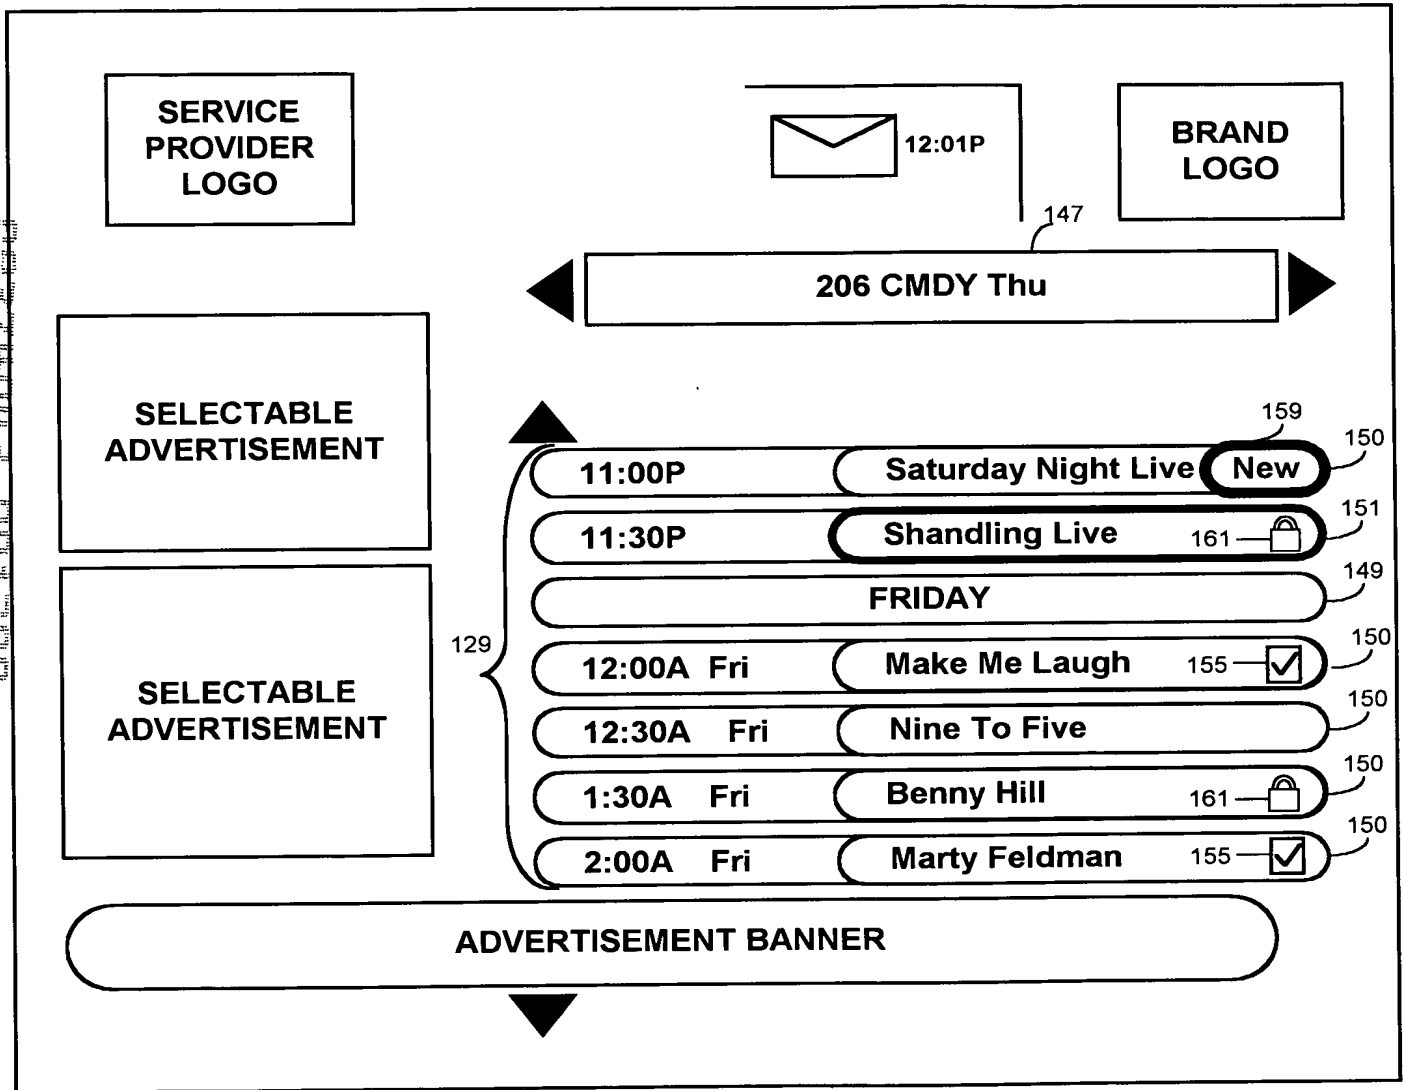 SERVICE
PROVIDER
LOGO
12:01P
BRAND
LOGO
147
206 CMDY Thu
SELECTABLE
ADVERTISEMENT
159
150
11:00P Saturday Night Live New
151
11:30P Shandling Live 161
149
FRIDAY
129
150
12:00A Fri Make Me Laugh 155
150
12:30A Fri Nine To Five
SELECTABLE
ADVERTISEMENT
150
1:30A Fri Benny Hill 161
150
2:00A Fri Marty Feldman 155
ADVERTISEMENT BANNER